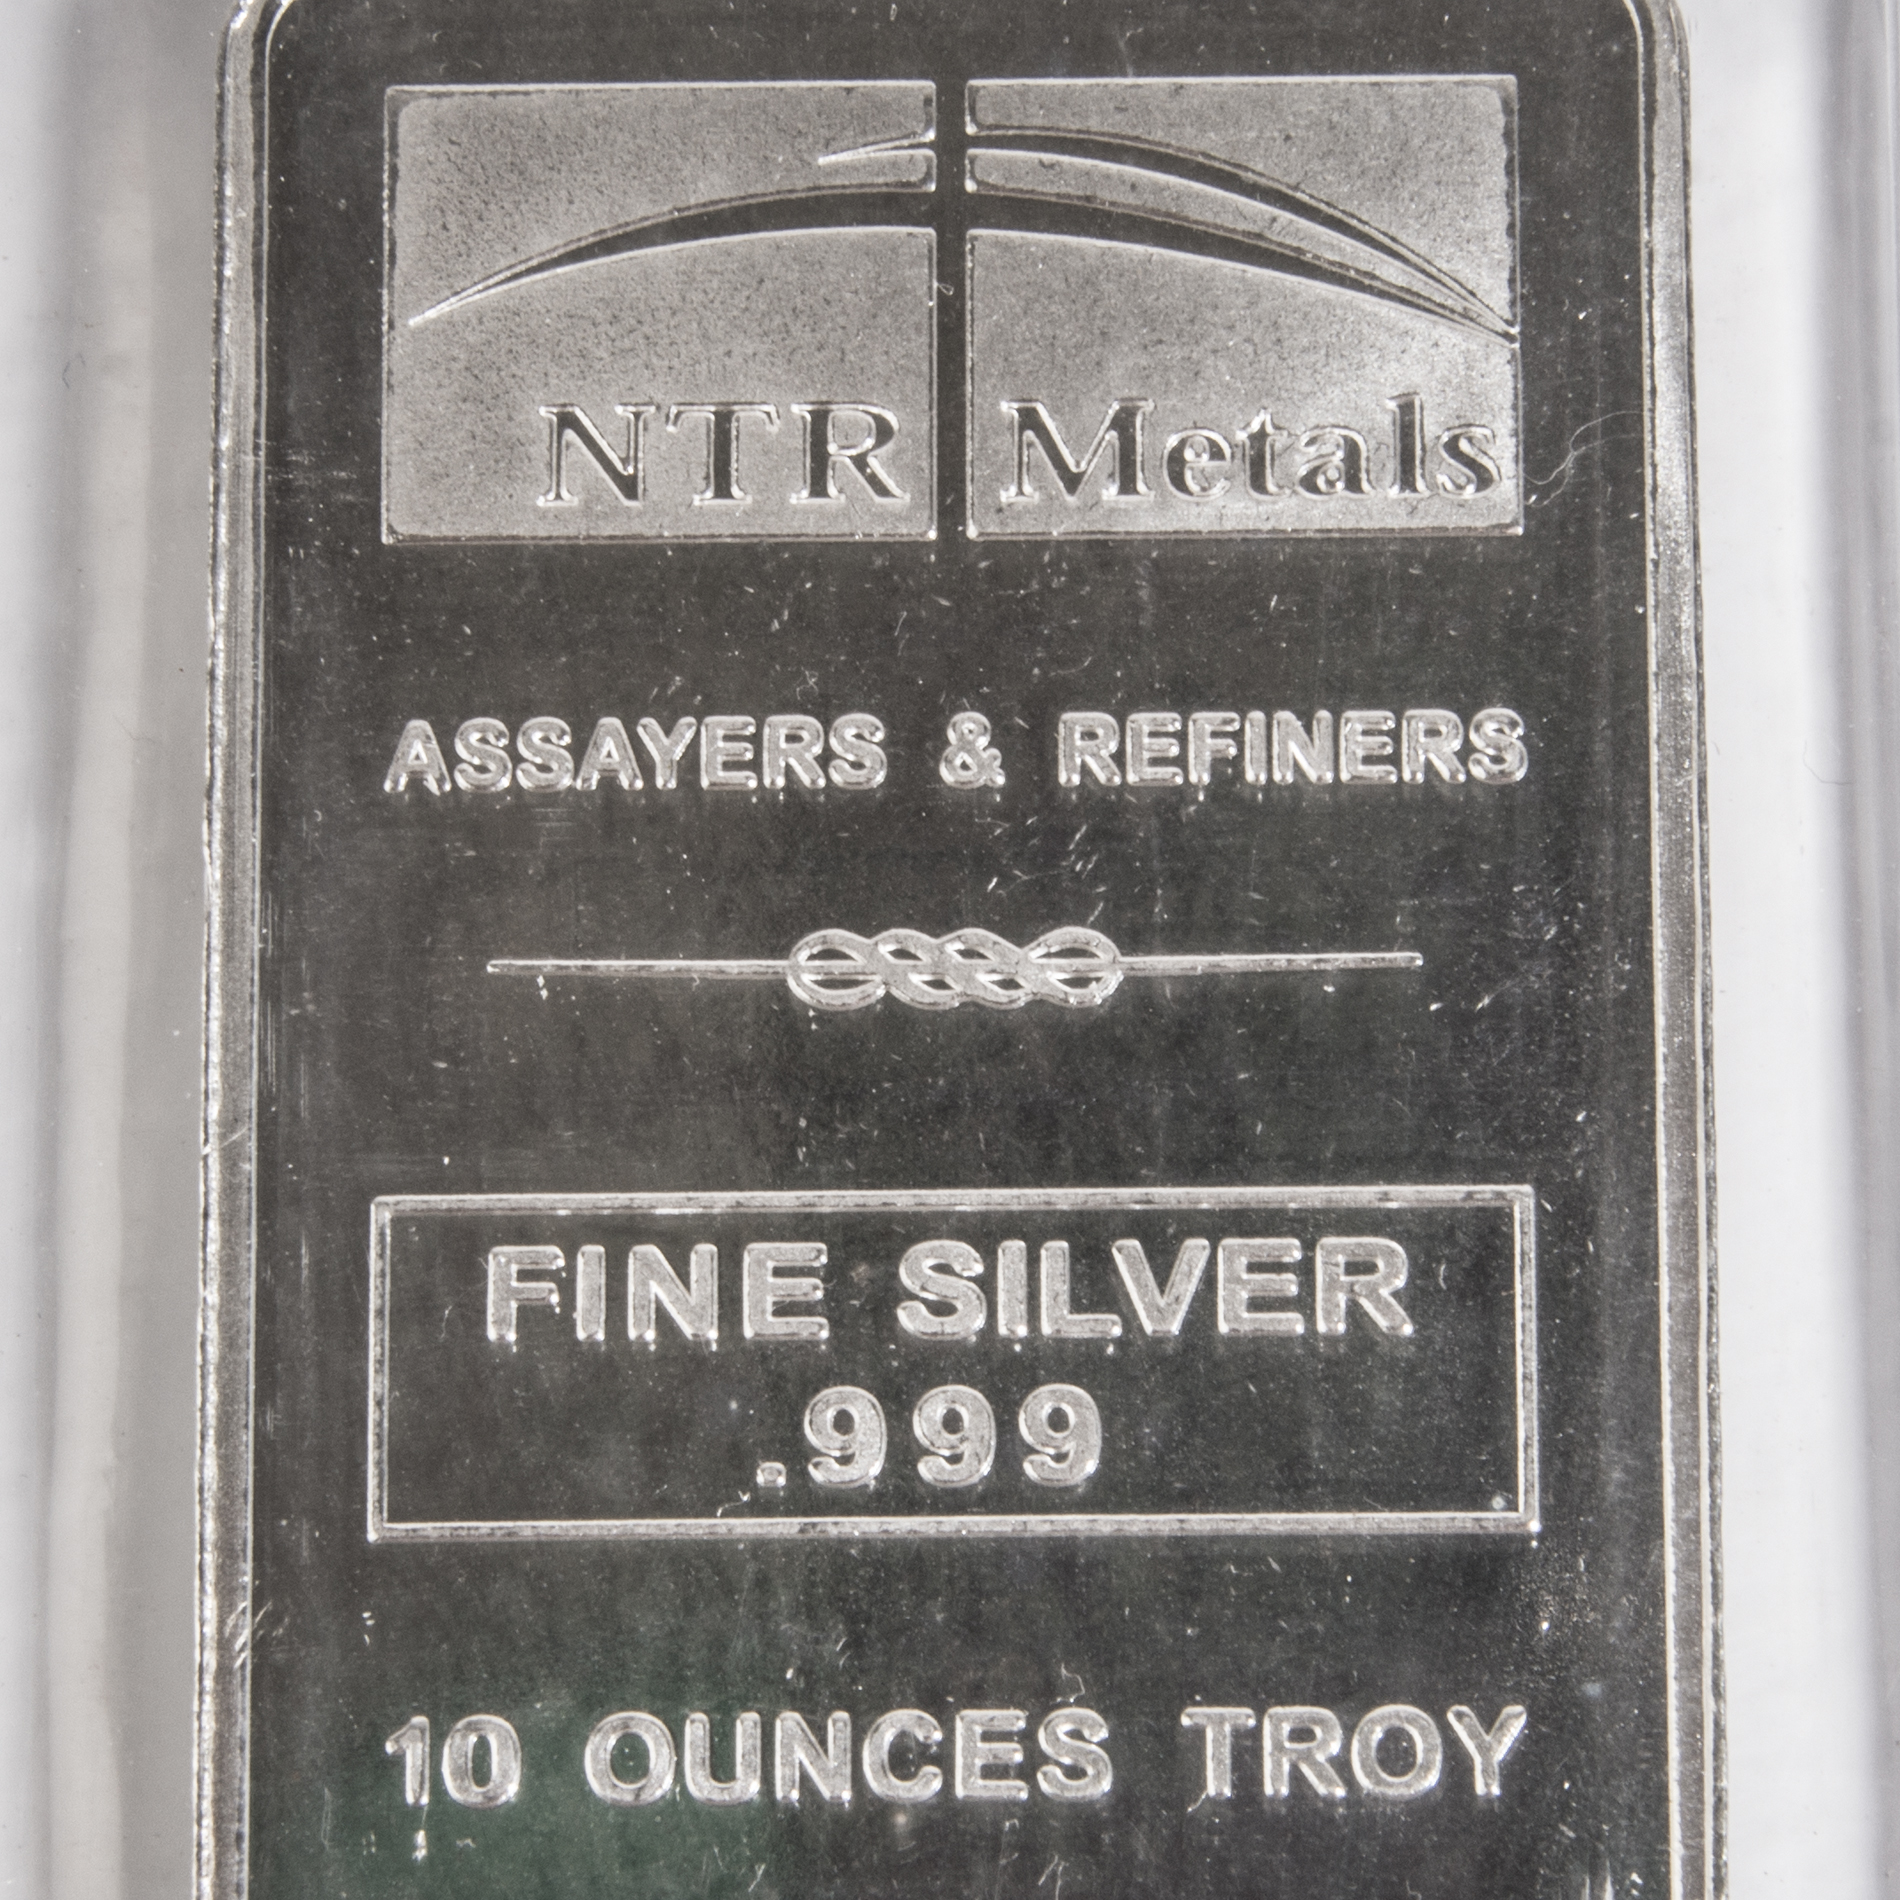 NTR Metals
ASSAYERS & REFINERS
FINE SILVER
.999
10 OUNCES TROY